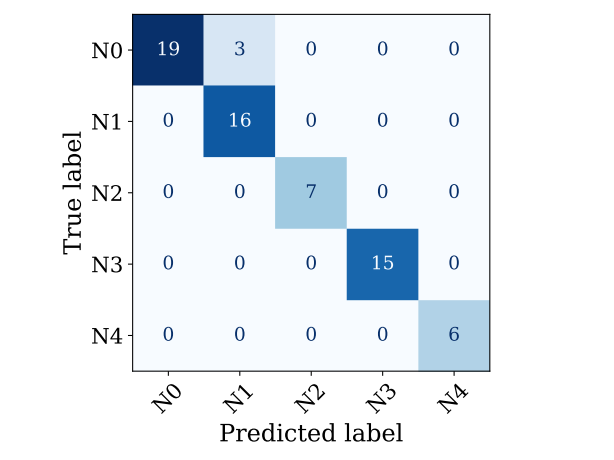 N0 19 3 0 0 0
N1 0 16 0 0 0
N2 0 0 7 0 0
N3 0 0 0 15 0
N4 0 0 0 0 6
True label
N0 N1 N2 N3 N4
Predicted label